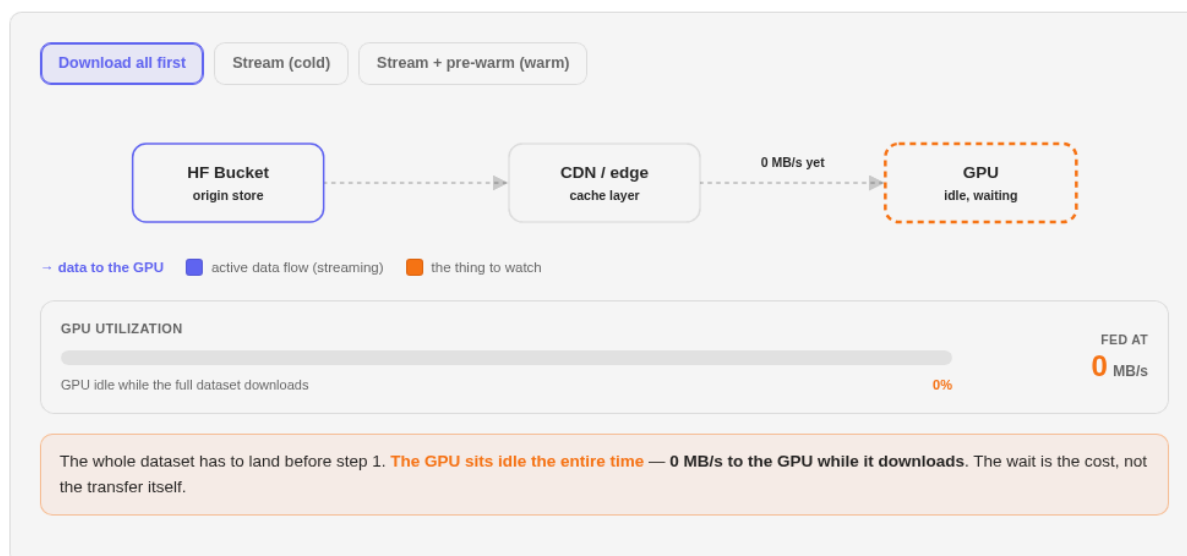 Download all first
Stream (cold)
Stream + pre-warm (warm)
HF Bucket
origin store
CDN / edge
cache layer
0 MB/s yet
GPU
idle, waiting
→ data to the GPU
active data flow (streaming)
the thing to watch
GPU UTILIZATION
GPU idle while the full dataset downloads
0%
FED AT
0 MB/s
The whole dataset has to land before step 1. The GPU sits idle the entire time — 0 MB/s to the GPU while it downloads. The wait is the cost, not
the transfer itself.